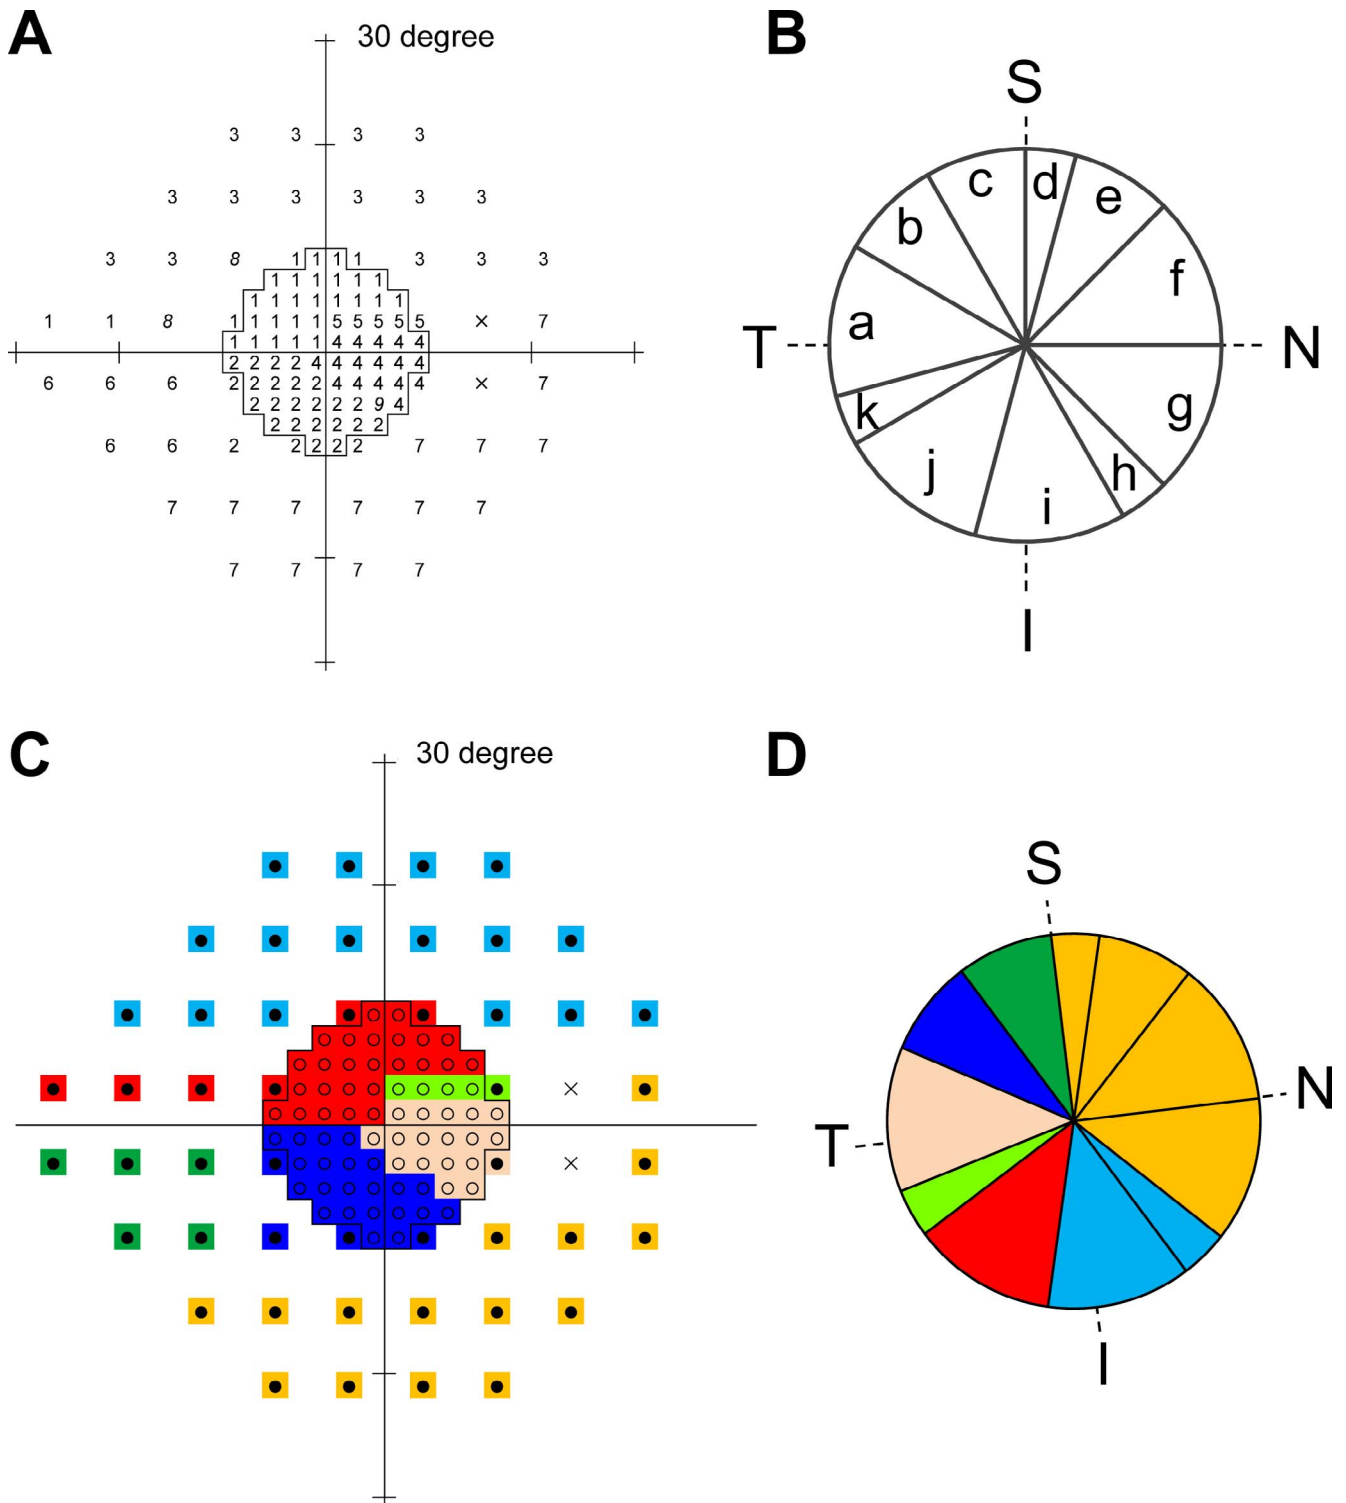 A
30 degree
3 3 3 3
3 3 3 3 3 3
3 3 8 1 1 1 1 3 3 3
1 1 1 1 1 1
1 1 1 1 1 1 1 1
1 1 8 1 1 1 1 1 5 5 5 5 5 × 7
1 1 1 1 1 4 4 4 4 4
2 2 2 2 4 4 4 4 4 4
6 6 6 2 2 2 2 2 4 4 4 4 4 × 7
2 2 2 2 2 2 9 4
2 2 2 2 2 2
6 6 2 2 2 2 2 7 7 7
7 7 7 7 7 7
7 7 7 7
B
S
c d
b e
f
a
T N
k g
h
j
i
I
C
30 degree
×
×
D
S
N
T
I